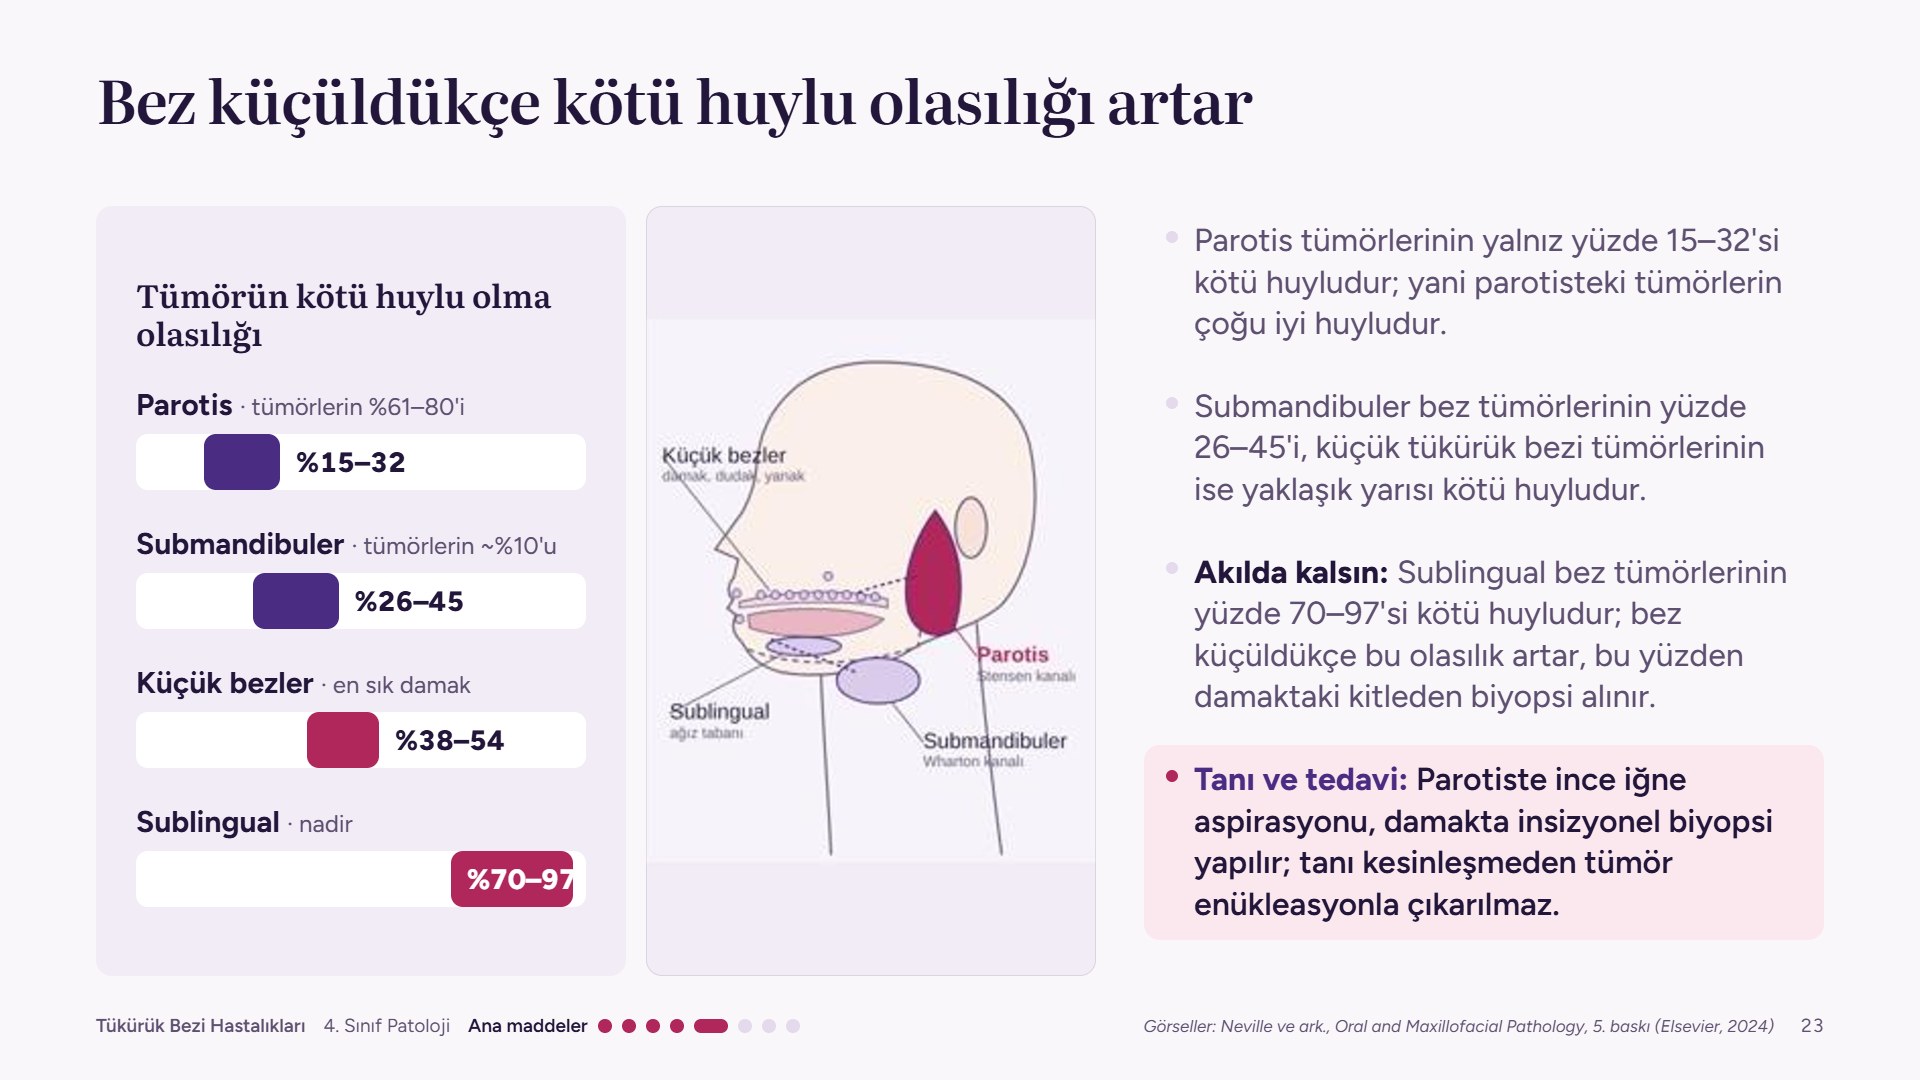 Bez küçüldükçe kötü huylu olasılığı artar
Tümörün kötü huylu olma
olasılığı
Parotis · tümörlerin %61–80'i
%15–32
Submandibuler · tümörlerin ~%10'u
%26–45
Küçük bezler · en sık damak
%38–54
Sublingual · nadir
%70–97
Küçük bezler
damak, dudak, yanak
Parotis
Stensen kanalı
Sublingual
ağız tabanı
Submandibuler
Wharton kanalı
Parotis tümörlerinin yalnız yüzde 15–32'si
kötü huyludur; yani parotisteki tümörlerin
çoğu iyi huyludur.
Submandibuler bez tümörlerinin yüzde
26–45'i, küçük tükürük bezi tümörlerinin
ise yaklaşık yarısı kötü huyludur.
Akılda kalsın: Sublingual bez tümörlerinin
yüzde 70–97'si kötü huyludur; bez
küçüldükçe bu olasılık artar, bu yüzden
damaktaki kitleden biyopsi alınır.
Tanı ve tedavi: Parotiste ince iğne
aspirasyonu, damakta insizyonel biyopsi
yapılır; tanı kesinleşmeden tümör
enükleasyonla çıkarılmaz.
Tükürük Bezi Hastalıkları 4. Sınıf Patoloji Ana maddeler
Görseller: Neville ve ark., Oral and Maxillofacial Pathology, 5. baskı (Elsevier, 2024) 23